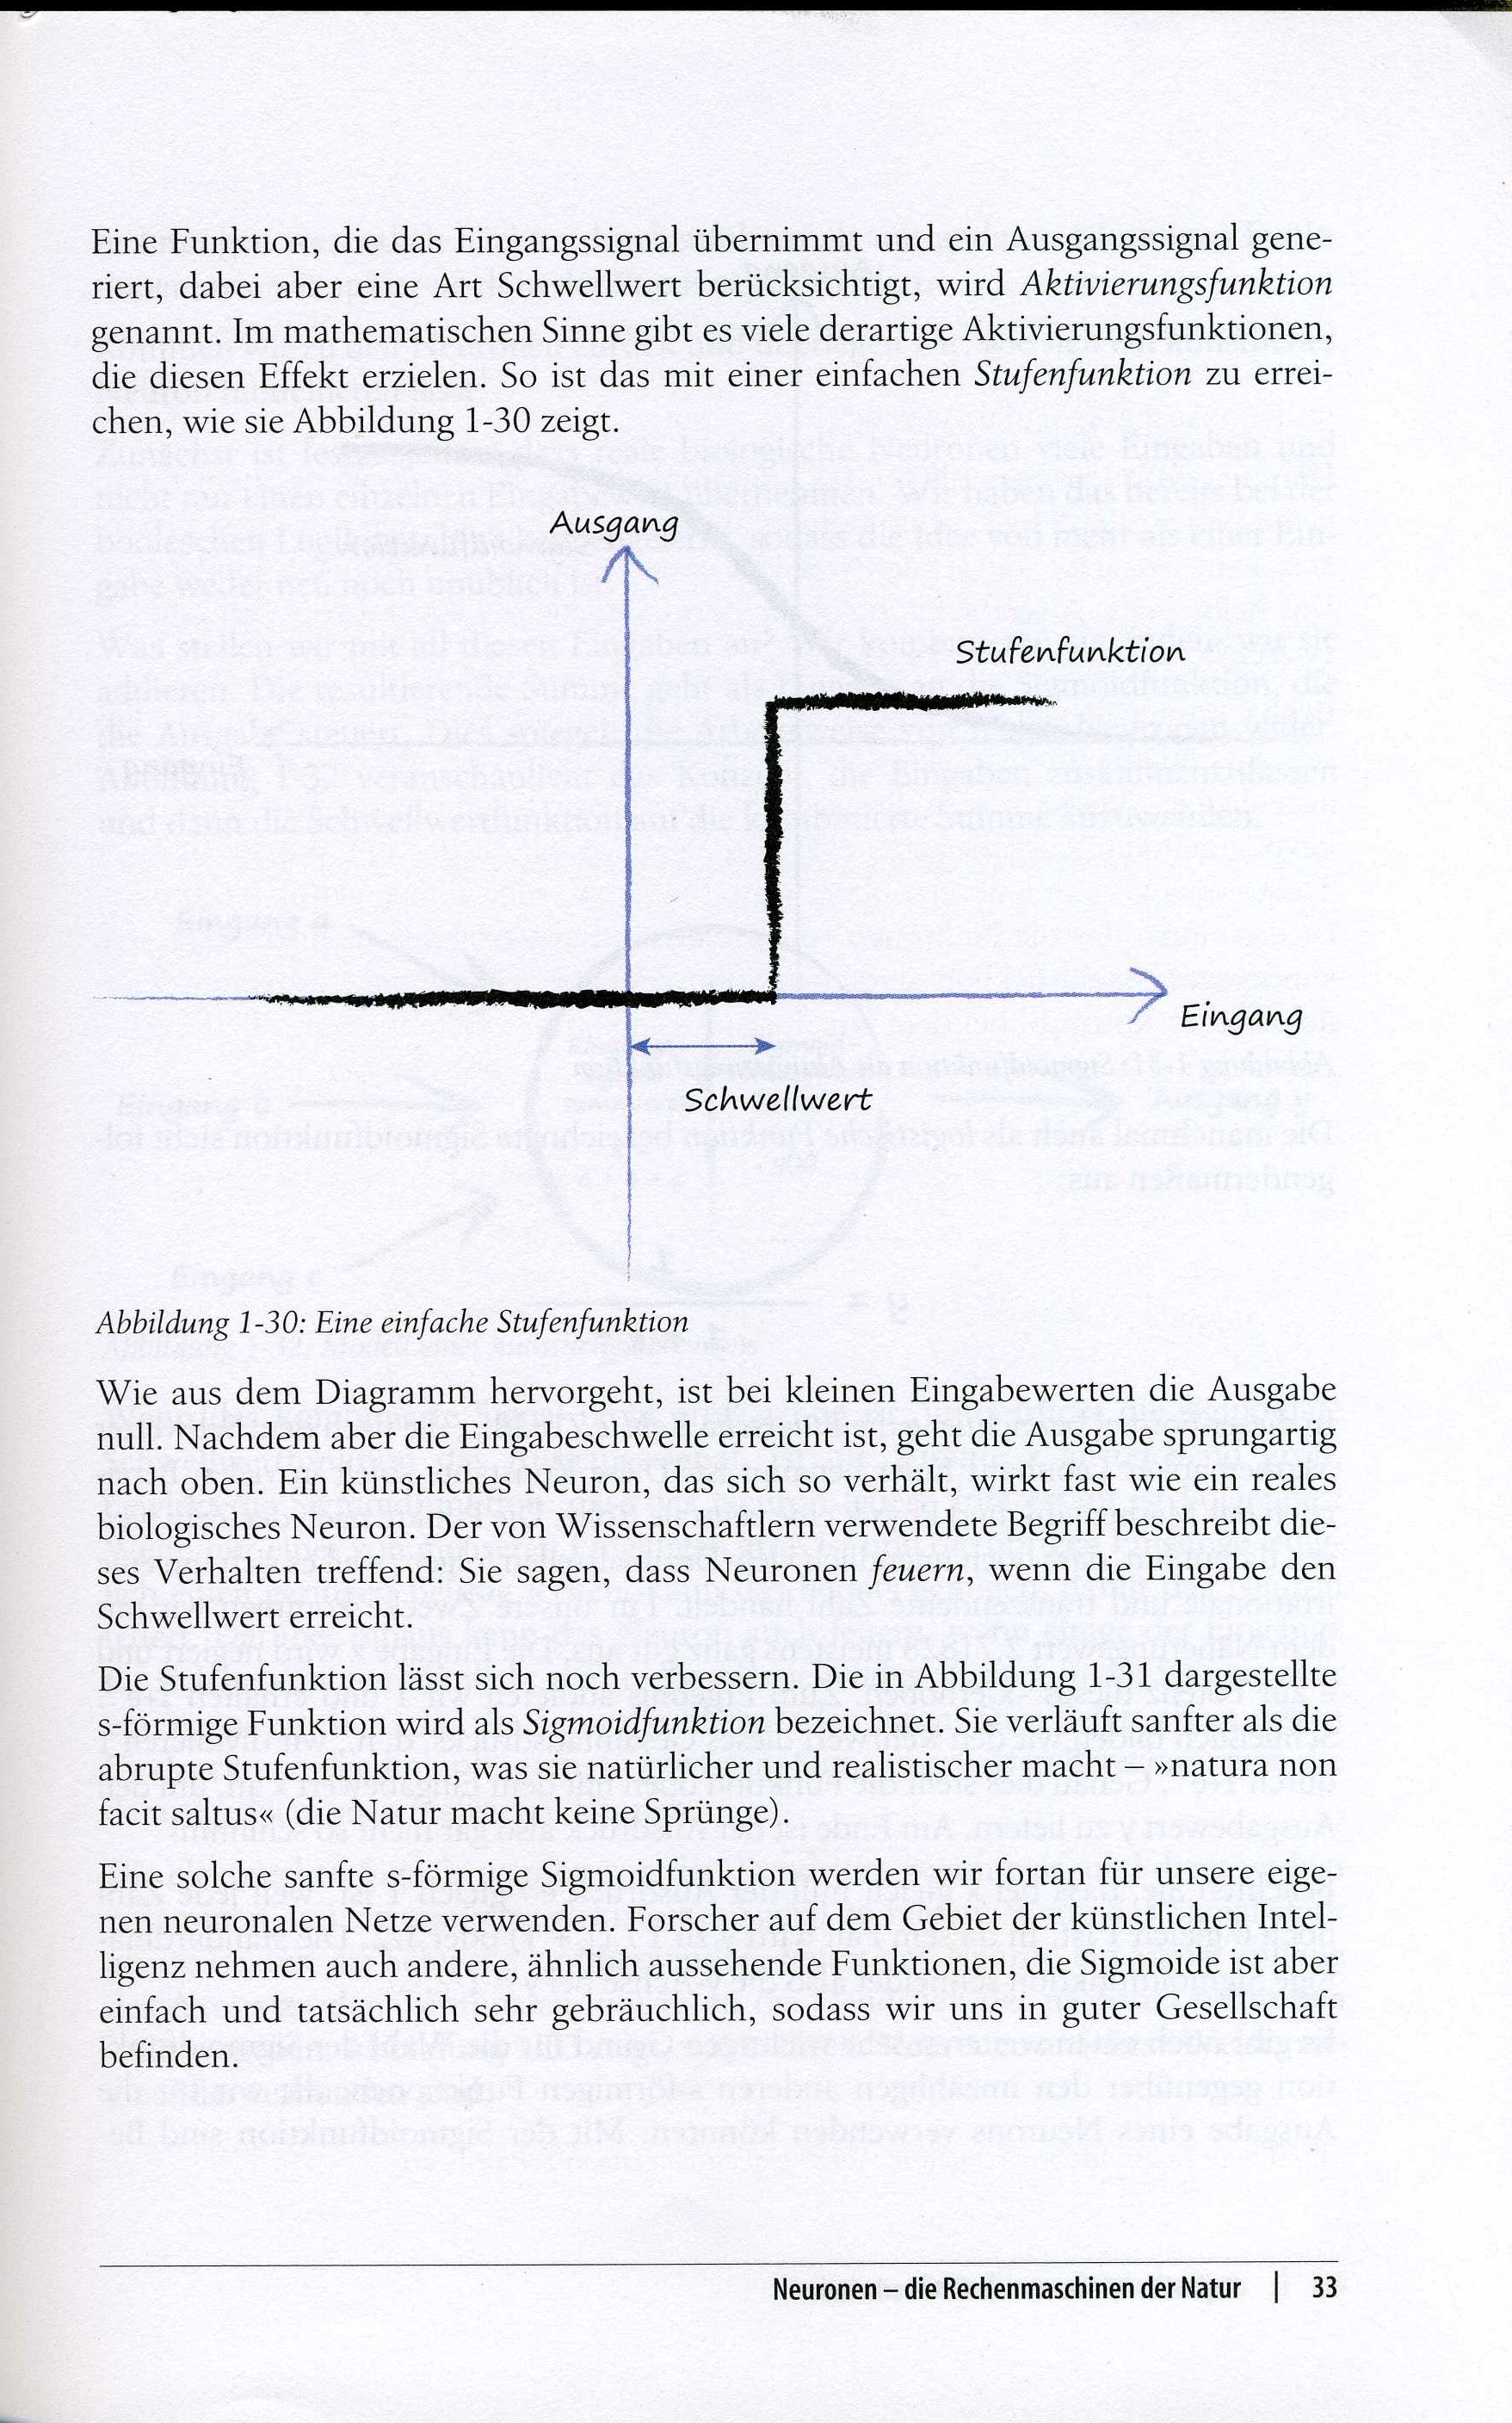 Eine Funktion, die das Eingangssignal übernimmt und ein Ausgangssignal gene-
riert, dabei aber eine Art Schwellwert berücksichtigt, wird Aktivierungsfunktion
genannt. Im mathematischen Sinne gibt es viele derartige Aktivierungsfunktionen,
die diesen Effekt erzielen. So ist das mit einer einfachen Stufenfunktion zu errei-
chen, wie sie Abbildung 1-30 zeigt.
Ausgang
Stufenfunktion
Eingang
Schwellwert
Abbildung 1-30: Eine einfache Stufenfunktion
Wie aus dem Diagramm hervorgeht, ist bei kleinen Eingabewerten die Ausgabe
null. Nachdem aber die Eingabeschwelle erreicht ist, geht die Ausgabe sprungartig
nach oben. Ein künstliches Neuron, das sich so verhält, wirkt fast wie ein reales
biologisches Neuron. Der von Wissenschaftlern verwendete Begriff beschreibt die-
ses Verhalten treffend: Sie sagen, dass Neuronen feuern, wenn die Eingabe den
Schwellwert erreicht.
Die Stufenfunktion lässt sich noch verbessern. Die in Abbildung 1-31 dargestellte
s-förmige Funktion wird als Sigmoidfunktion bezeichnet. Sie verläuft sanfter als die
abrupte Stufenfunktion, was sie natürlicher und realistischer macht – »natura non
facit saltus« (die Natur macht keine Sprünge).
Eine solche sanfte s-förmige Sigmoidfunktion werden wir fortan für unsere eige-
nen neuronalen Netze verwenden. Forscher auf dem Gebiet der künstlichen Intel-
ligenz nehmen auch andere, ähnlich aussehende Funktionen, die Sigmoide ist aber
einfach und tatsächlich sehr gebräuchlich, sodass wir uns in guter Gesellschaft
befinden.
Neuronen – die Rechenmaschinen der Natur | 33